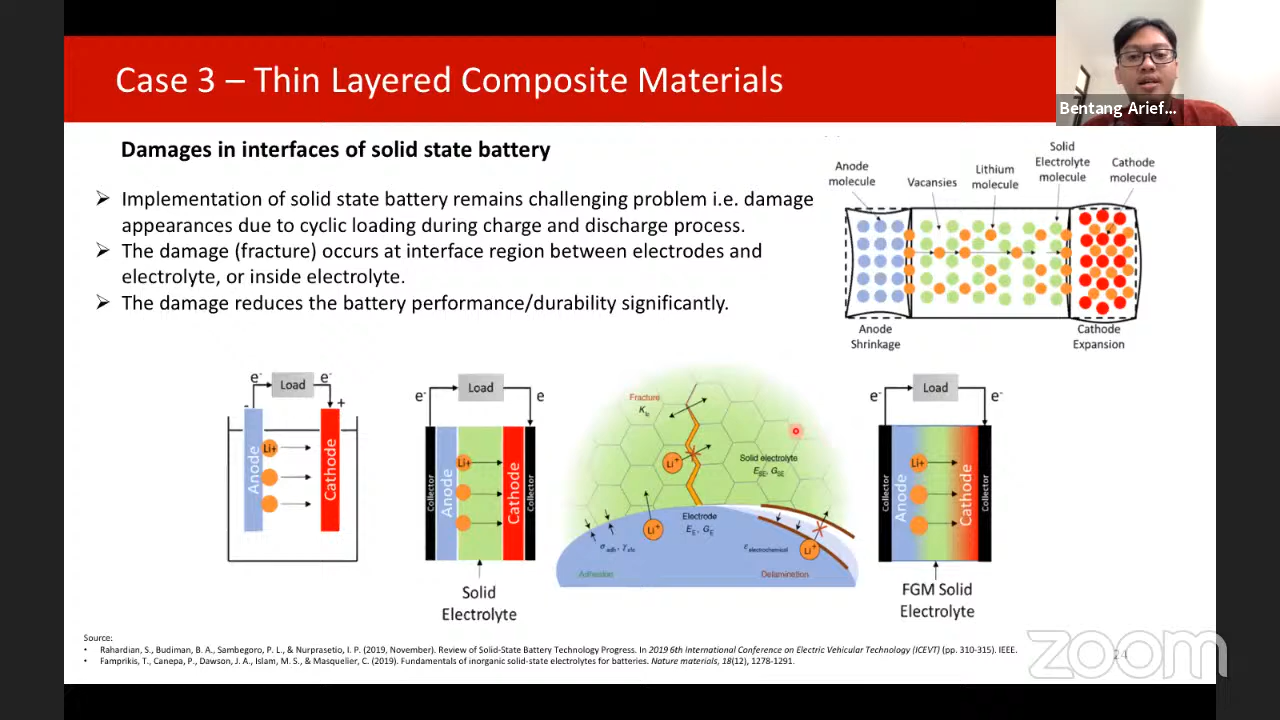 Case 3 – Thin Layered Composite Materials
Bentang Arief...
Damages in interfaces of solid state battery
➢ Implementation of solid state battery remains challenging problem i.e. damage
appearances due to cyclic loading during charge and discharge process.
➢ The damage (fracture) occurs at interface region between electrodes and
electrolyte, or inside electrolyte.
➢ The damage reduces the battery performance/durability significantly.
Anode
molecule
Vacansies
Lithium
molecule
Solid
Electrolyte
molecule
Cathode
molecule
Anode
Shrinkage
Cathode
Expansion
e-
Load
e-
-
+
Anode
Li+
Cathode
e-
Load
e
Collector
Anode
Li+
Cathode
Collector
Solid
Electrolyte
Fracture
Li+
Solid electrolyte
E SE, G SE
Electrode
E E, G E
Li+
Li+
ε electrochemical
Adhesion
Delamination
e-
Load
e-
Collector
Anode
Li+
Cathode
Collector
FGM Solid
Electrolyte
Source:
• Rahardian, S., Budiman, B. A., Sambegoro, P. L., & Nurprasetio, I. P. (2019, November). Review of Solid-State Battery Technology Progress. In 2019 6th International Conference on Electric Vehicular Technology (ICEVT) (pp. 310-315). IEEE.
• Famprikis, T., Canepa, P., Dawson, J. A., Islam, M. S., & Masquelier, C. (2019). Fundamentals of inorganic solid-state electrolytes for batteries. Nature materials, 18(12), 1278-1291.
24
zoom